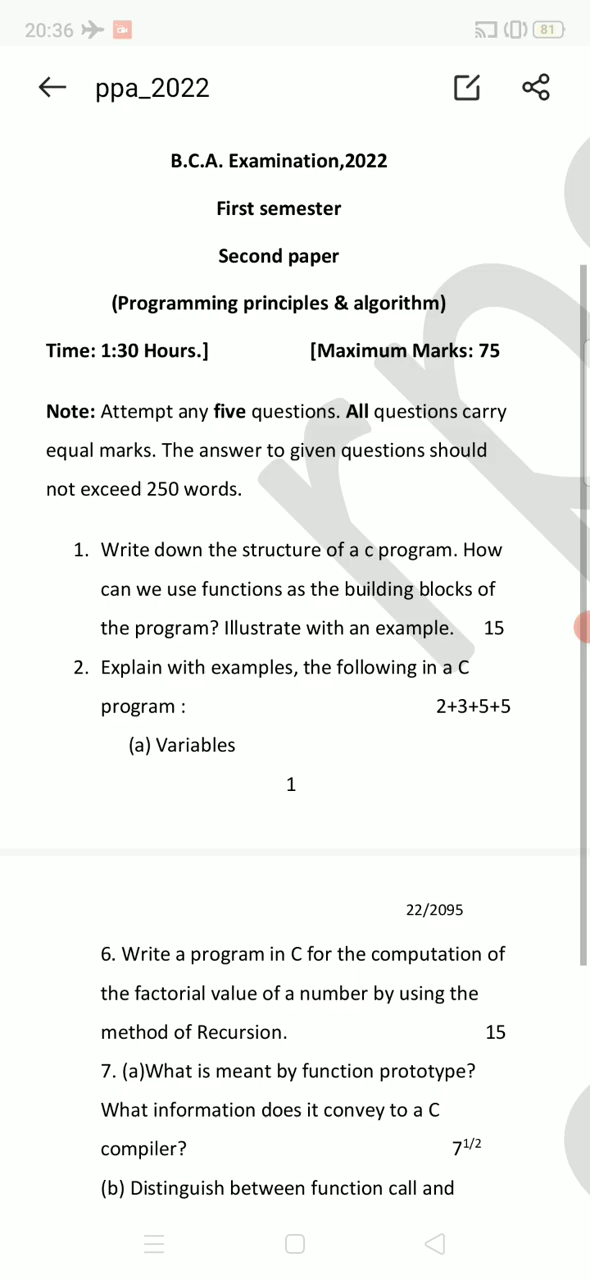 20:36
81
ppa_2022
B.C.A. Examination,2022
First semester
Second paper
(Programming principles & algorithm)
Time: 1:30 Hours.] [Maximum Marks: 75
Note: Attempt any five questions. All questions carry
equal marks. The answer to given questions should
not exceed 250 words.
1. Write down the structure of a c program. How
can we use functions as the building blocks of
the program? Illustrate with an example. 15
2. Explain with examples, the following in a C
program : 2+3+5+5
(a) Variables
1
22/2095
6. Write a program in C for the computation of
the factorial value of a number by using the
method of Recursion. 15
7. (a)What is meant by function prototype?
What information does it convey to a C
compiler? 7 1/2
(b) Distinguish between function call and